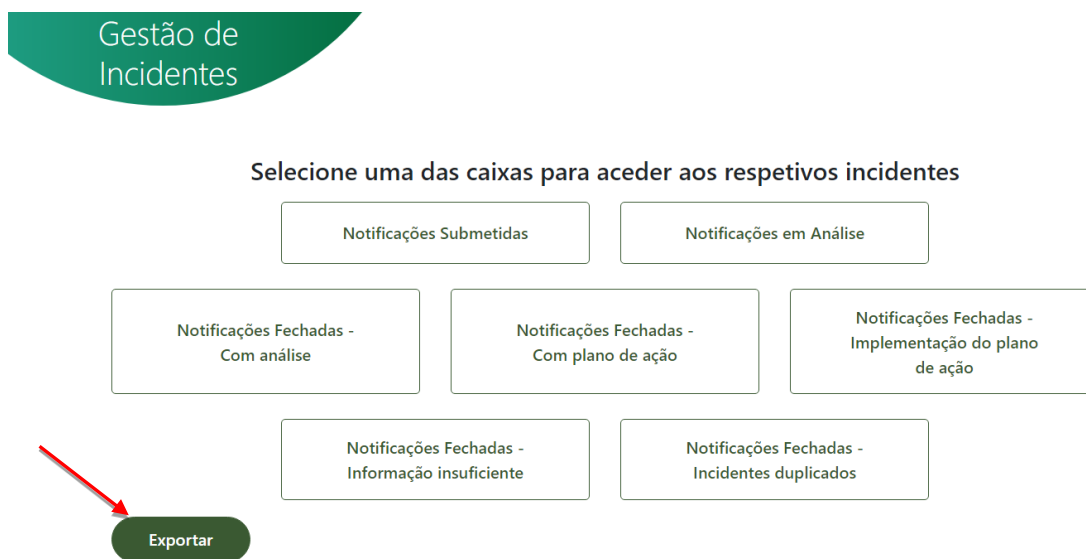 Gestão de
Incidentes
Selecione uma das caixas para aceder aos respetivos incidentes
Notificações Submetidas
Notificações em Análise
Notificações Fechadas -
Com análise
Notificações Fechadas -
Com plano de ação
Notificações Fechadas -
Implementação do plano
de ação
Notificações Fechadas -
Informação insuficiente
Notificações Fechadas -
Incidentes duplicados
Exportar